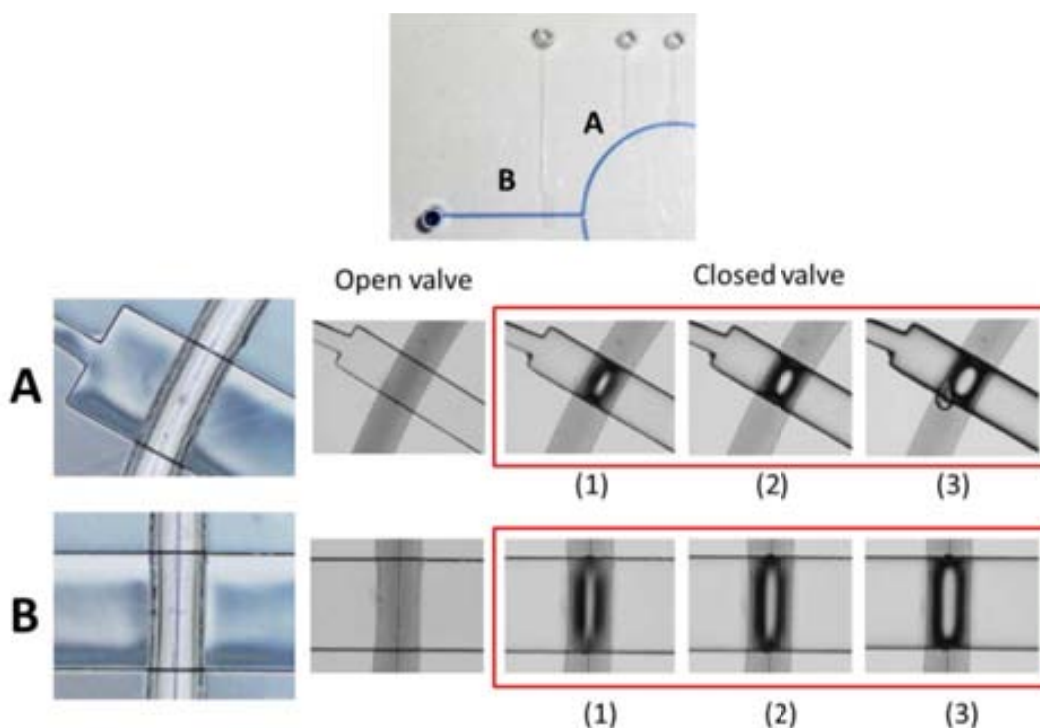 A
B
Open valve
Closed valve
A
(1)
(2)
(3)
B
(1)
(2)
(3)